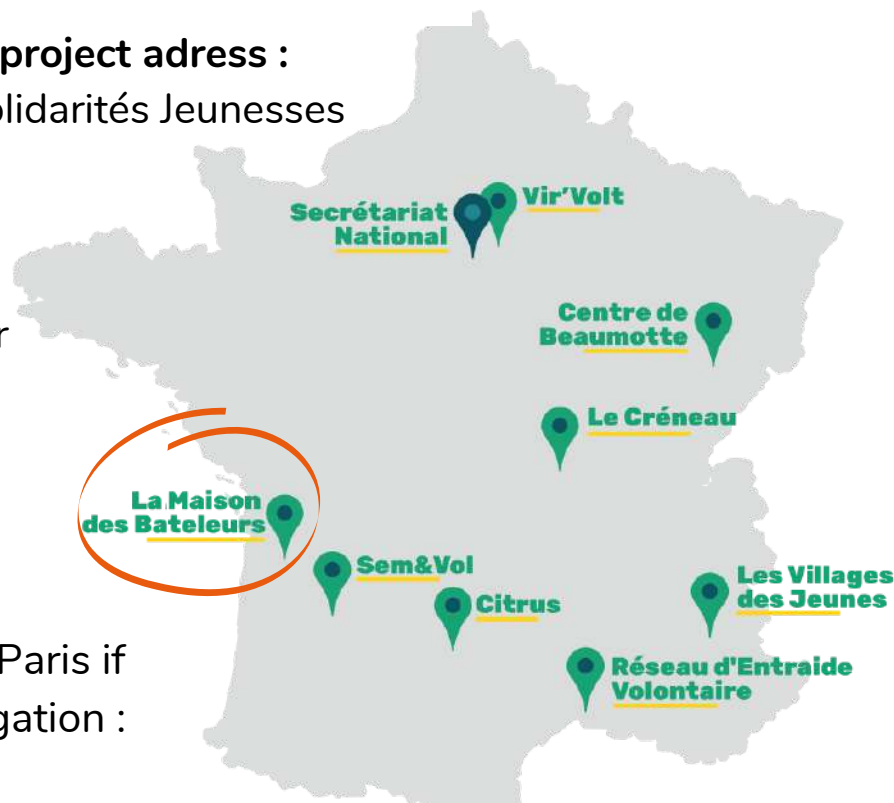 project adress :
olidarités Jeunesses
Vir'Volt
Secrétariat
National
Centre de
Beaumotte
r
Le Créneau
La Maison
des Bateleurs
Sem&Vol
Citrus
Les Villages
des Jeunes
Paris if
Réseau d'Entraide
Volontaire
gation :